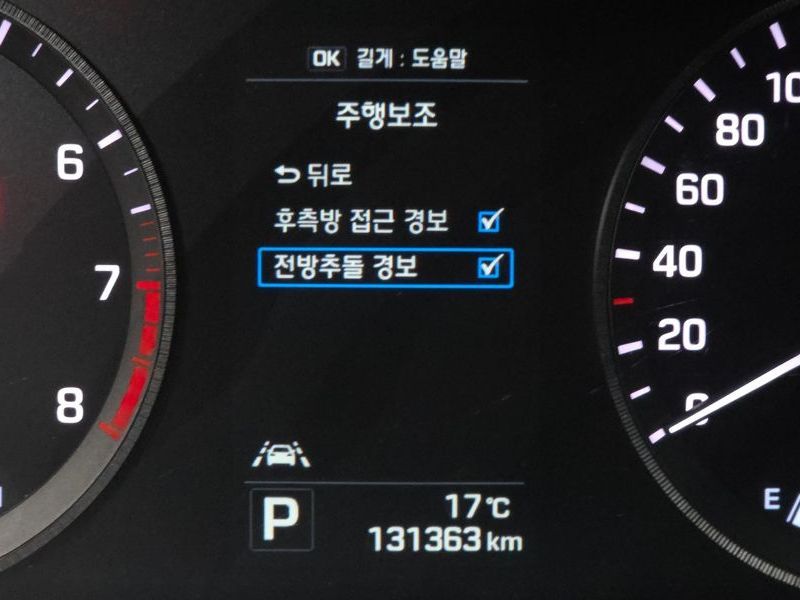 OK 길게 : 도움말
주행보조
뒤로
후측방 접근 경보
전방추돌 경보
P
17℃
131363 km
6
7
8
10
80
60
40
20
0
E